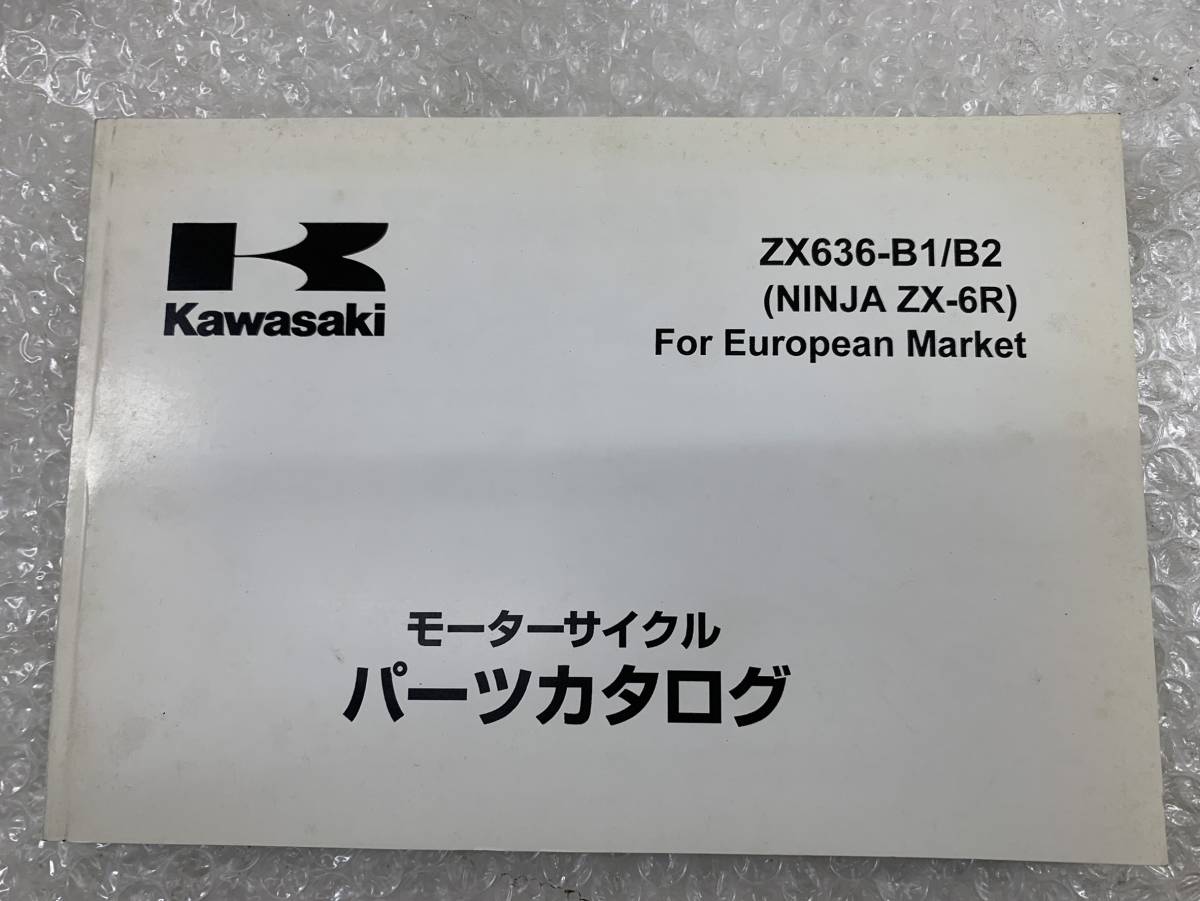 Kawasaki
ZX636-B1/B2
(NINJA ZX-6R)
For European Market
モーターサイクル
パーツカタログ